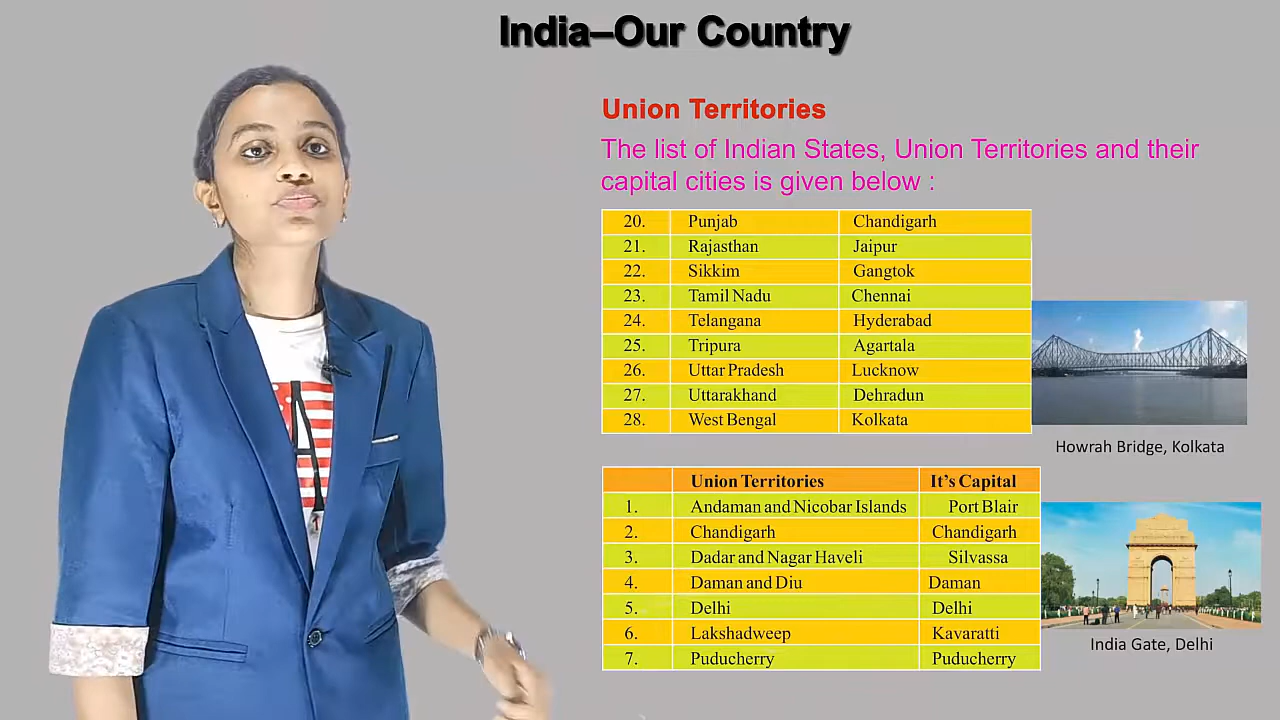 India–Our Country
Union Territories
The list of Indian States, Union Territories and their
capital cities is given below :
20. Punjab Chandigarh
21. Rajasthan Jaipur
22. Sikkim Gangtok
23. Tamil Nadu Chennai
24. Telangana Hyderabad
25. Tripura Agartala
26. Uttar Pradesh Lucknow
27. Uttarakhand Dehradun
28. West Bengal Kolkata
Howrah Bridge, Kolkata
Union Territories It’s Capital
1. Andaman and Nicobar Islands Port Blair
2. Chandigarh Chandigarh
3. Dadar and Nagar Haveli Silvassa
4. Daman and Diu Daman
5. Delhi Delhi
6. Lakshadweep Kavaratti
7. Puducherry Puducherry
India Gate, Delhi